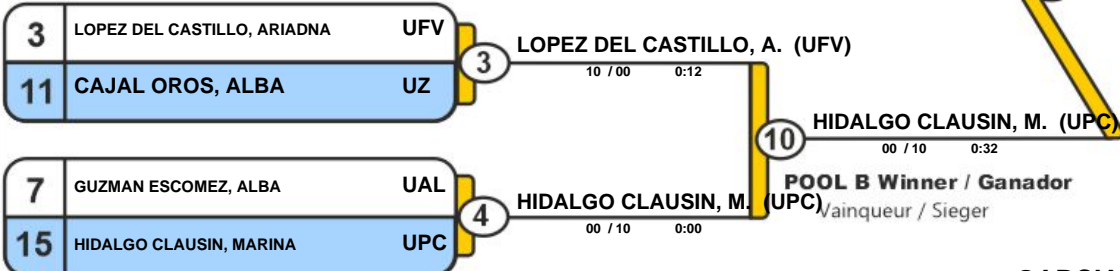 3 LOPEZ DEL CASTILLO, ARIADNA UFV
11 CAJAL OROS, ALBA UZ
3
LOPEZ DEL CASTILLO, A. (UFV)
10 / 00 0:12
10
HIDALGO CLAUSIN, M. (UPC)
00 / 10 0:32
POOL B Winner / Ganador
Vainqueur / Sieger
7 GUZMAN ESCOMEZ, ALBA UAL
15 HIDALGO CLAUSIN, MARINA UPC
4
HIDALGO CLAUSIN, M. (UPC)
00 / 10 0:00